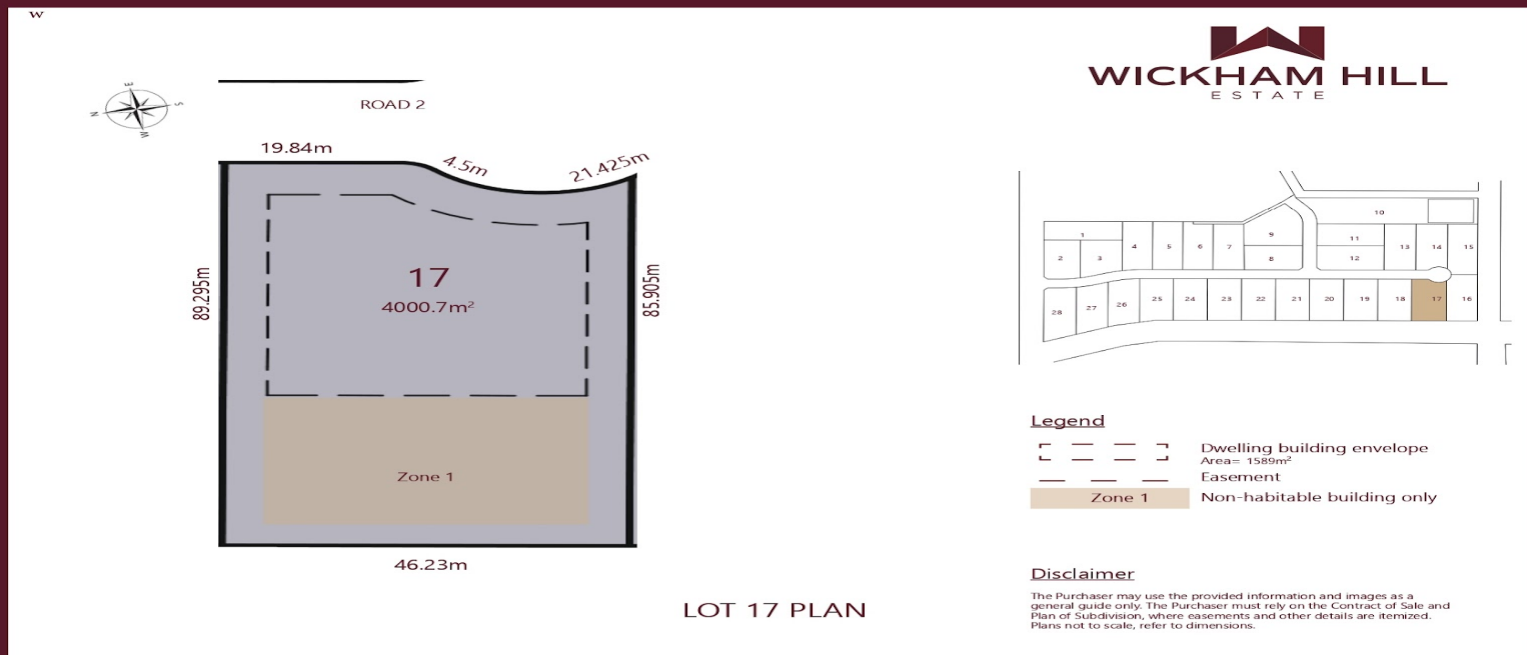 W
WICKHAM HILL
ESTATE
E
S
N
W
ROAD 2
19.84m
4.5m
21.425m
89.295m
17
4000.7m²
85.905m
Zone 1
46.23m
LOT 17 PLAN
10
1
2
3
4
5
6
7
9
8
11
12
13
14
15
28
27
26
25
24
23
22
21
20
19
18
17
16
Legend
Dwelling building envelope
Area= 1589m²
Easement
Zone 1
Non-habitable building only
Disclaimer
The Purchaser may use the provided information and images as a
general guide only. The Purchaser must rely on the Contract of Sale and
Plan of Subdivision, where easements and other details are itemized.
Plans not to scale, refer to dimensions.